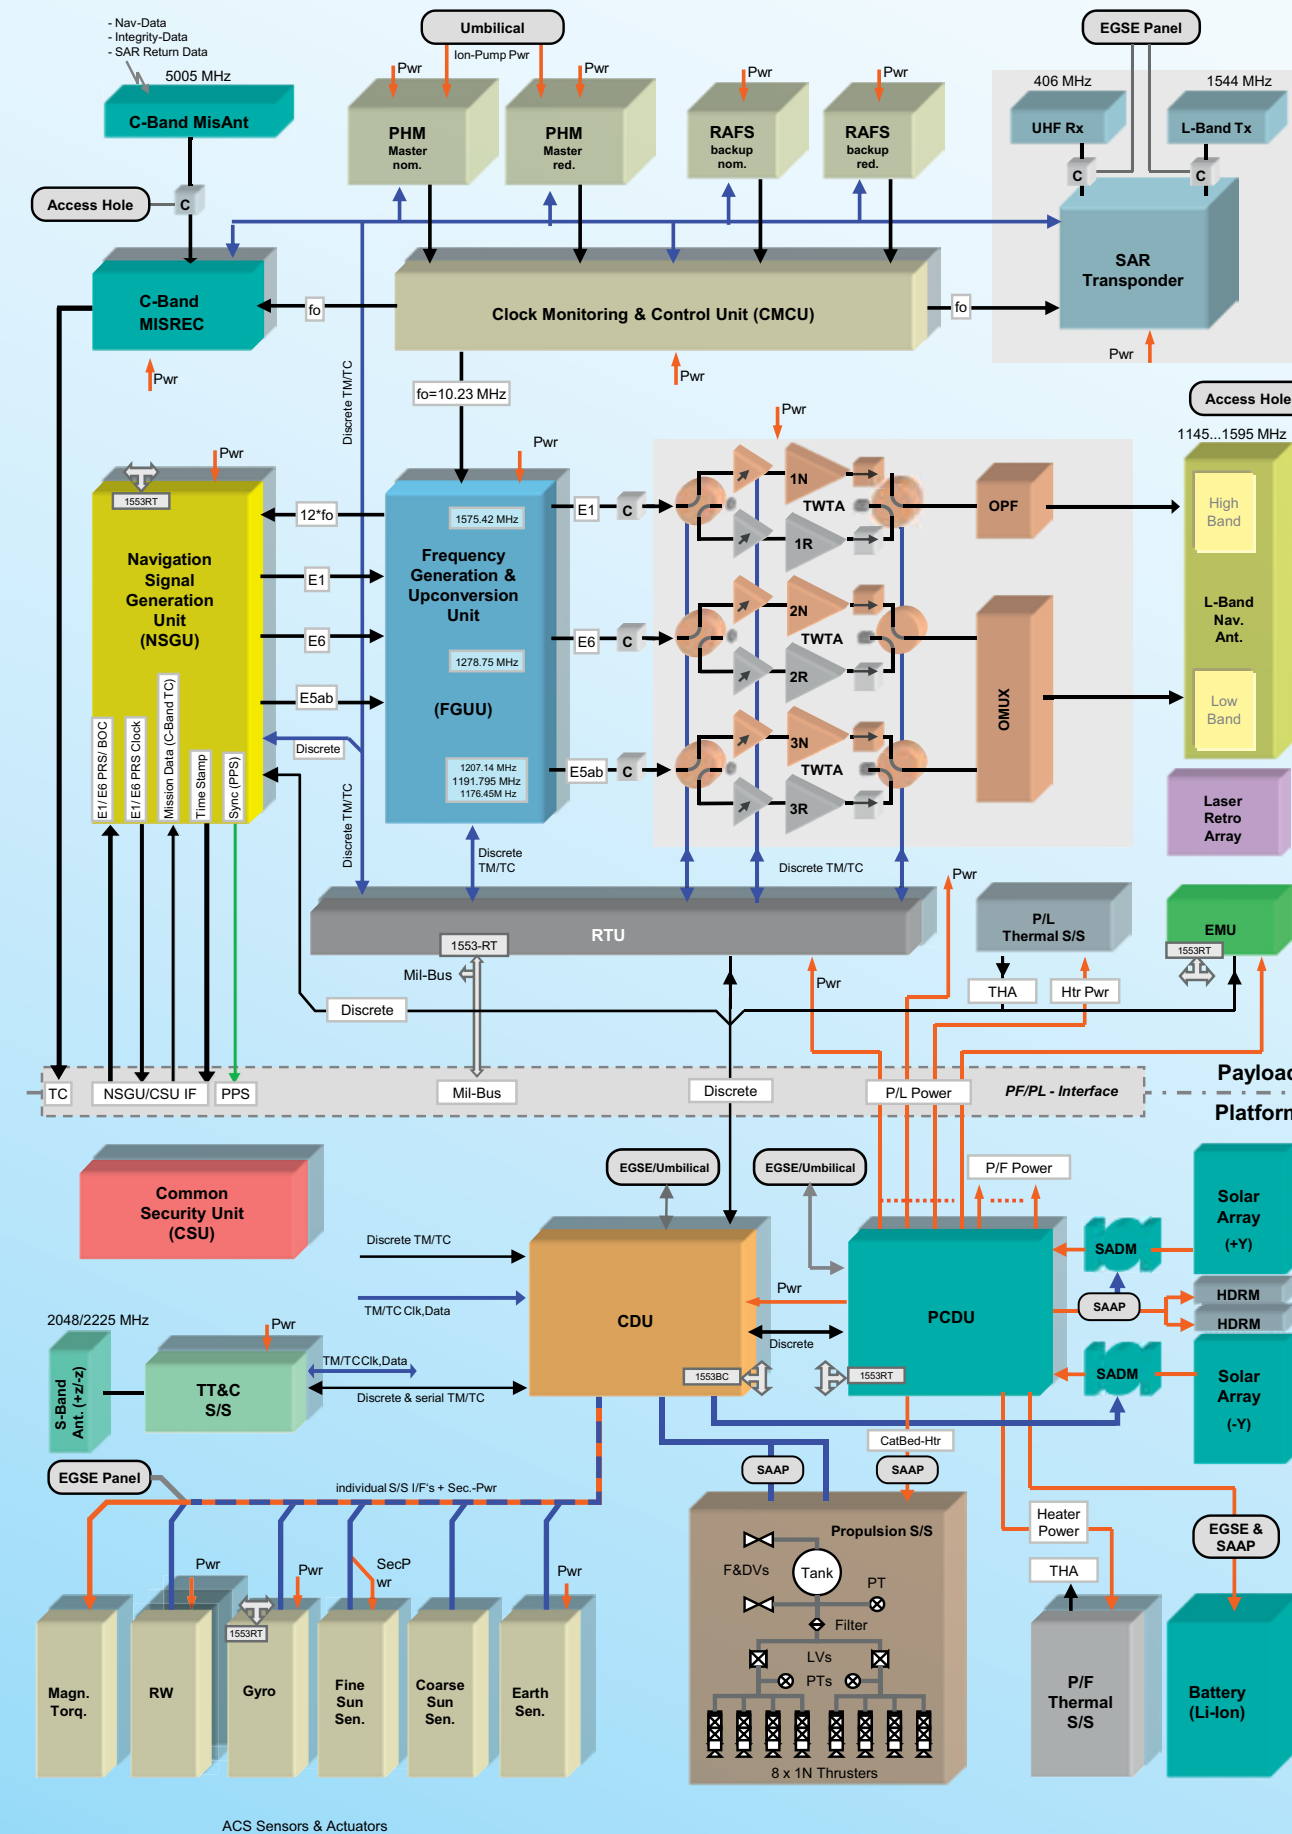 - Nav-Data
- Integrity-Data
- SAR Return Data
5005 MHz
C-Band MisAnt
Umbilical
Ion-Pump Pwr
Pwr
Pwr
Pwr
Pwr
PHM
Master
nom.
PHM
Master
red.
RAFS
backup
nom.
RAFS
backup
red.
EGSE Panel
406 MHz
1544 MHz
UHF Rx
L-Band Tx
C
C
Access Hole
C
SAR
Transponder
C-Band
MISREC
fo
Clock Monitoring & Control Unit (CMCU)
fo
Pwr
Pwr
Pwr
Discrete TM/TC
fo=10.23 MHz
Access Hole
1145...1595 MHz
Pwr
Pwr
Pwr
1553RT
Navigation
Signal
Generation
Unit
(NSGU)
12*fo
E1
E6
E5ab
Discrete
1575.42 MHz
Frequency
Generation &
Upconversion
Unit
1278.75 MHz
(FGUU)
1207.14 MHz
1191.795 MHz
1176.45M Hz
E1
C
E6
C
E5ab
C
1N
TWTA
1R
2N
TWTA
2R
3N
TWTA
3R
OPF
OMUX
High
Band
L-Band
Nav.
Ant.
Low
Band
E1/ E6 PRS/ BOC
E1/ E6 PRS Clock
Mission Data (C-Band TC)
Time Stamp
Sync (PPS)
Discrete TM/TC
Discrete
TM/TC
Discrete TM/TC
Laser
Retro
Array
Pwr
RTU
1553-RT
Mil-Bus
P/L
Thermal S/S
EMU
1553RT
Pwr
THA
Htr Pwr
Discrete
TC
NSGU/CSU IF
PPS
Mil-Bus
Discrete
P/L Power
PF/PL - Interface
Payload
Platform
Common
Security Unit
(CSU)
EGSE/Umbilical
EGSE/Umbilical
P/F Power
Discrete TM/TC
TM/TC Clk,Data
CDU
Pwr
Discrete
1553BC
1553RT
PCDU
SADM
SAAP
SADM
Solar
Array
(+Y)
HDRM
HDRM
Solar
Array
(-Y)
2048/2225 MHz
S-Band
Ant. (+z/-z)
Pwr
TT&C
S/S
TM/TC Clk,Data
Discrete & serial TM/TC
CatBed-Htr
SAAP
SAAP
EGSE Panel
individual S/S I/F's + Sec.-Pwr
Pwr
Pwr
SecP
wr
Pwr
1553RT
Magn.
Torq.
RW
Gyro
Fine
Sun
Sen.
Coarse
Sun
Sen.
Earth
Sen.
Propulsion S/S
F&DVs
Tank
PT
Filter
LVs
PTs
8 x 1N Thrusters
Heater
Power
THA
EGSE &
SAAP
P/F
Thermal
S/S
Battery
(Li-Ion)
ACS Sensors & Actuators